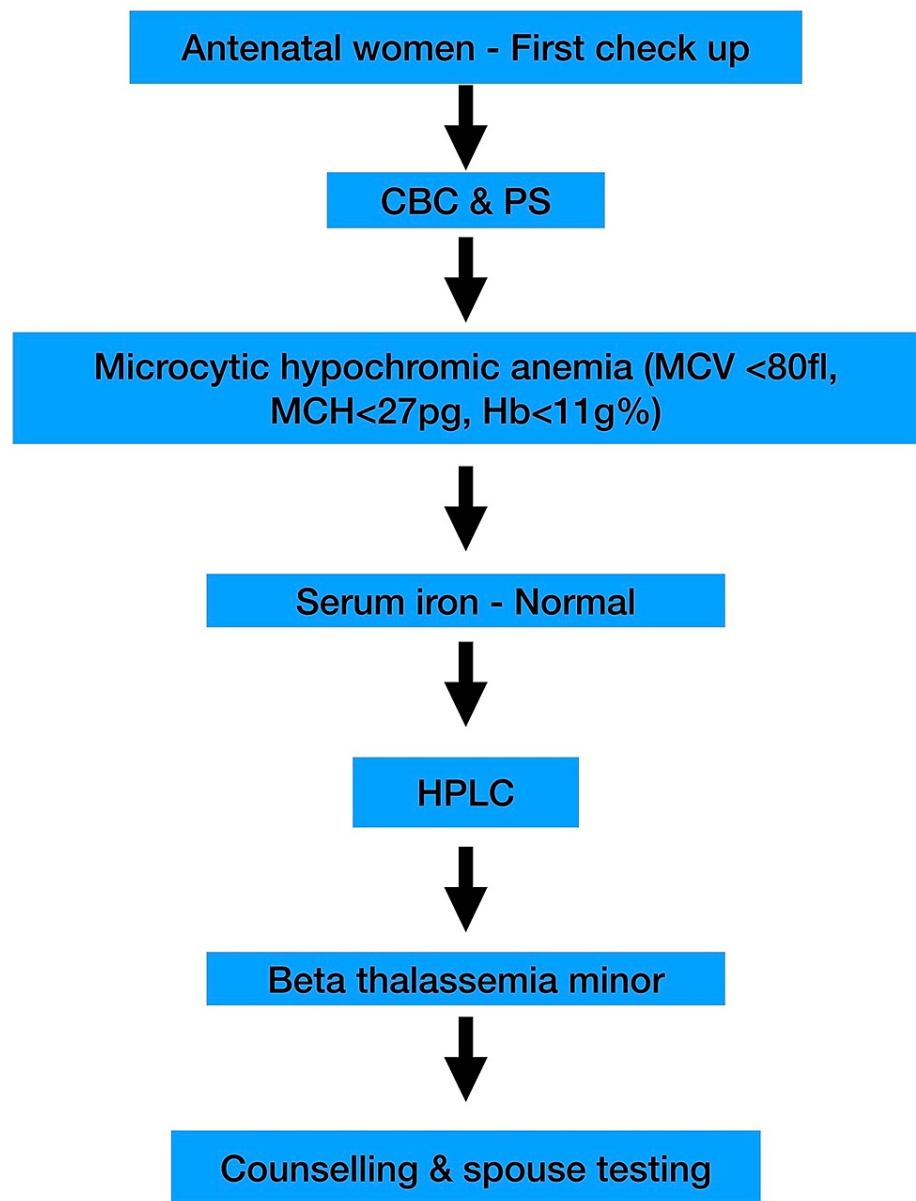 Antenatal women - First check up
CBC & PS
Microcytic hypochromic anemia (MCV <80fl,
MCH<27pg, Hb<11g%)
Serum iron - Normal
HPLC
Beta thalassemia minor
Counselling & spouse testing